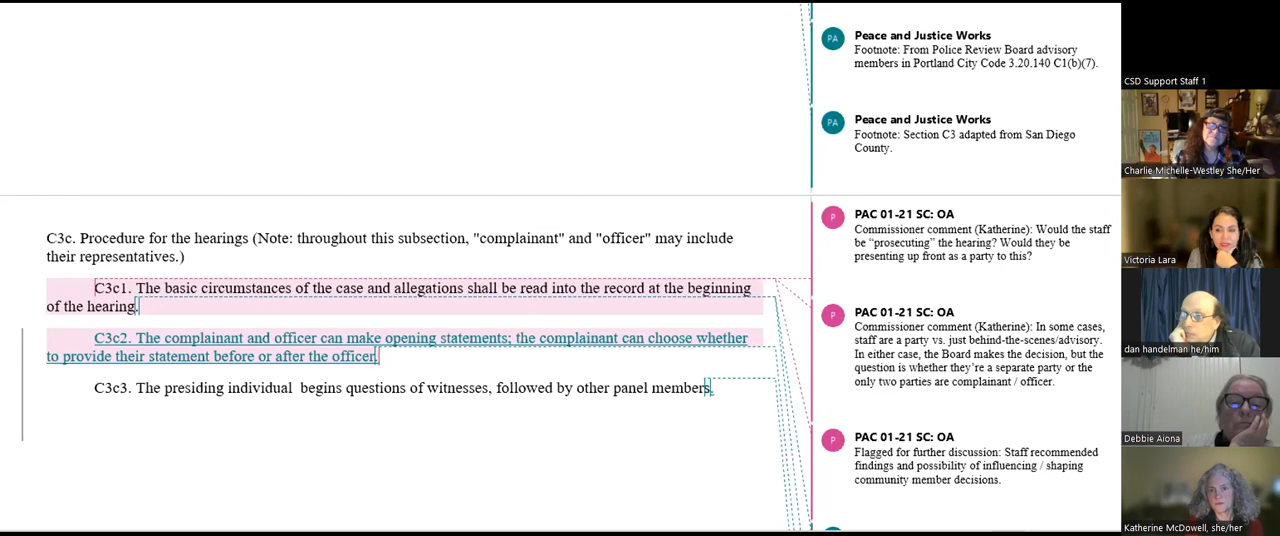 PA
Peace and Justice Works
Footnote: From Police Review Board advisory
members in Portland City Code 3.20.140 C1(b)(7).
PA
Peace and Justice Works
Footnote: Section C3 adapted from San Diego
County.
C3c. Procedure for the hearings (Note: throughout this subsection, "complainant" and "officer" may include
their representatives.)
C3c1. The basic circumstances of the case and allegations shall be read into the record at the beginning
of the hearing.
C3c2. The complainant and officer can make opening statements; the complainant can choose whether
to provide their statement before or after the officer.
C3c3. The presiding individual  begins questions of witnesses, followed by other panel members.
P
PAC 01-21 SC: OA
Commissioner comment (Katherine): Would the staff
be “prosecuting” the hearing? Would they be
presenting up front as a party to this?
P
PAC 01-21 SC: OA
Commissioner comment (Katherine): In some cases,
staff are a party vs. just behind-the-scenes/advisory.
In either case, the Board makes the decision, but the
question is whether they’re a separate party or the
only two parties are complainant / officer.
P
PAC 01-21 SC: OA
Flagged for further discussion: Staff recommended
findings and possibility of influencing / shaping
community member decisions.
CSD Support Staff 1
Charlie Michelle-Westley She/Her
Victoria Lara
dan handelman he/him
Debbie Aiona
Katherine McDowell, she/her